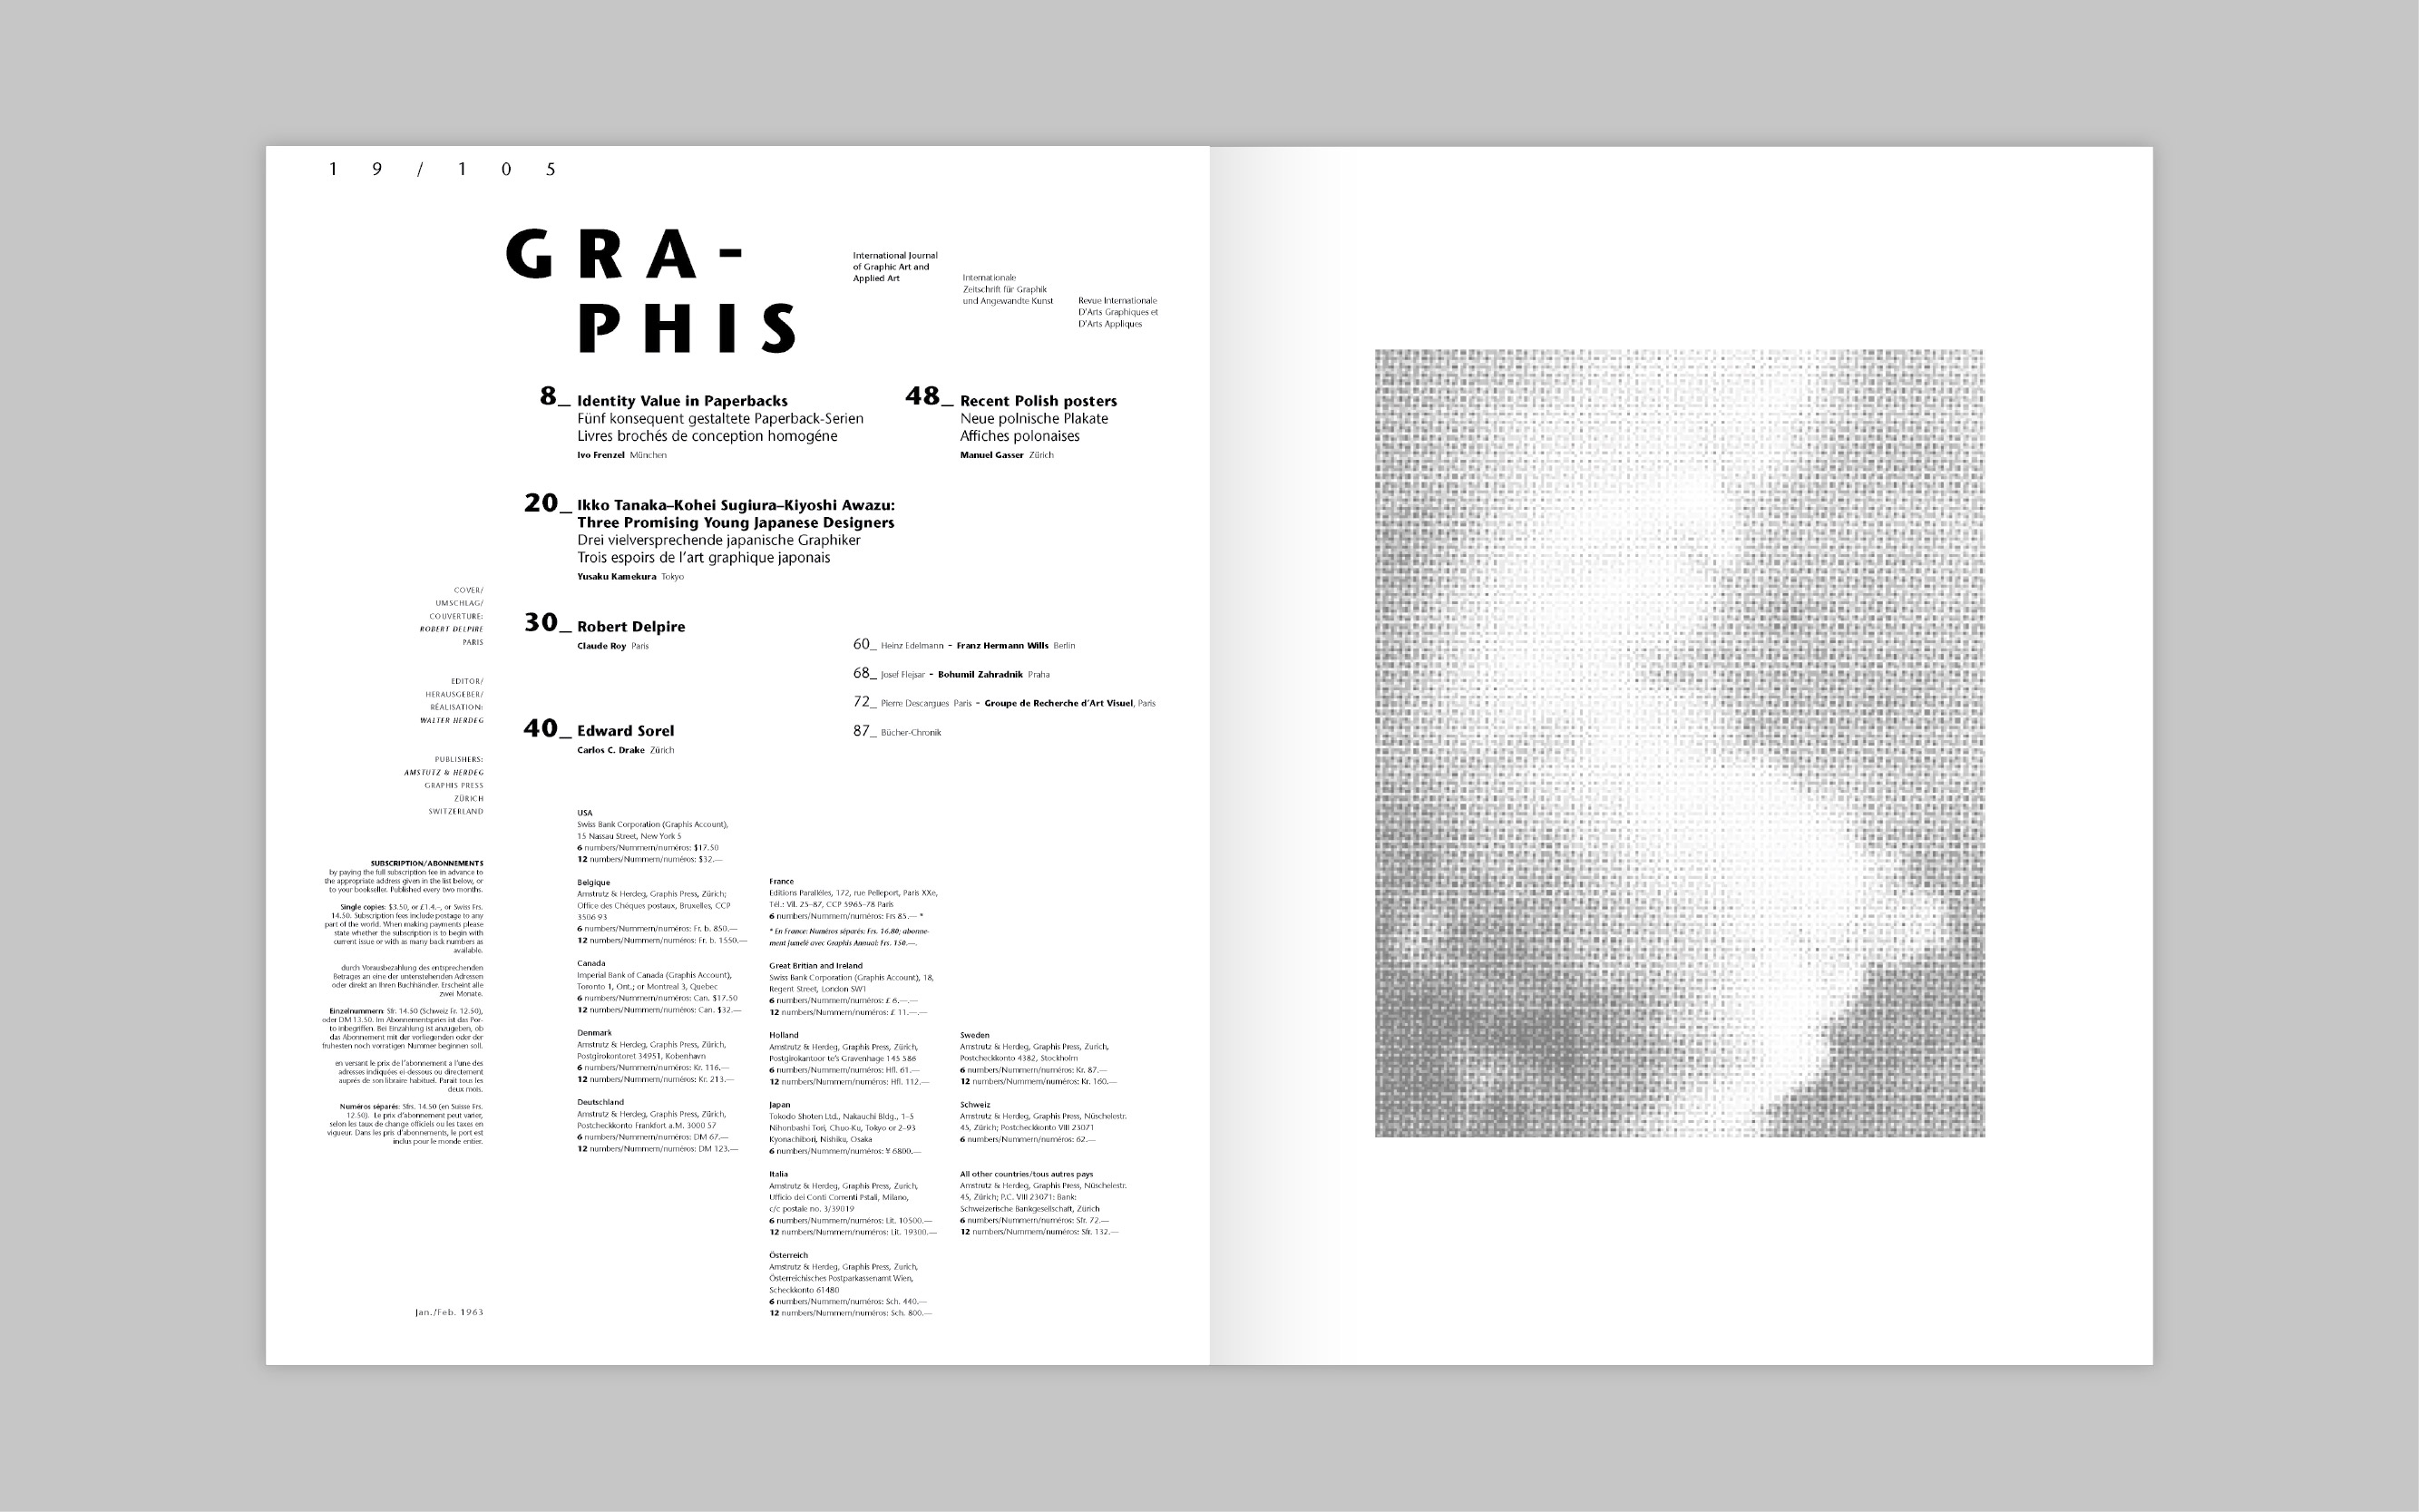 19/105
GRA-
PHIS
International Journal
of Graphic Art and
Applied Art
Internationale
Zeitschrift für Graphik
und Angewandte Kunst
Revue Internationale
D'Arts Graphiques et
D'Arts Appliques
8_ Identity Value in Paperbacks
Fünf konsequent gestaltete Paperback-Serien
Livres brochés de conception homogéne
Ivo Frenzel München
48_ Recent Polish posters
Neue polnische Plakate
Affiches polonaises
Manuel Gasser Zürich
20_ Ikko Tanaka–Kohei Sugiura–Kiyoshi Awazu:
Three Promising Young Japanese Designers
Drei vielversprechende japanische Graphiker
Trois espoirs de l'art graphique japonais
Yusaku Kamekura Tokyo
30_ Robert Delpire
Claude Roy Paris
40_ Edward Sorel
Carlos C. Drake Zürich
60_ Heinz Edelmann – Franz Hermann Wills Berlin
68_ Josef Flejsar – Bohumil Zahradnik Praha
72_ Pierre Descargues Paris – Groupe de Recherche d'Art Visuel, Paris
87_ Bücher-Chronik
COVER/
UMSCHLAG/
COUVERTURE:
ROBERT DELPIRE
PARIS
EDITOR/
HERAUSGEBER/
RÉALISATION:
WALTER HERDEG
PUBLISHERS:
AMSTUTZ & HERDEG
GRAPHIS PRESS
ZÜRICH
SWITZERLAND
SUBSCRIPTION/ABONNEMENTS
by paying the full subscription fee in advance to
the appropriate address given in the list below, or
to your bookseller. Published every two months.
Single copies: $3.50, or £1.4.–, or Swiss Frs.
14.50. Subscription fees include postage to any
part of the world. When making payments please
state whether the subscription is to begin with
current issue or with as many back numbers as
available.
durch Vorausbezahlung des entsprechenden
Betrages an eine der untenstehenden Adressen
oder direkt an Ihren Buchhändler. Erscheint alle
zwei Monate.
Einzelnummern: Sfr. 14.50 (Schweiz Fr. 12.50),
oder DM 13.50. Im Abonnementspries ist das Por-
to inbegriffen. Bei Einzahlung ist anzugeben, ob
das Abonnement mit der vorliegenden oder der
fruhesten noch vorratigen Nummer beginnen soll.
en versant le prix de l'abonnement a l'une des
adresses indiquées ei-dessous ou directement
auprés de son libraire habituel. Parait tous les
deux mois.
Numéros séparés: Sfrs. 14.50 (en Suisse Frs.
12.50). Lo prix d'abonnement peut varier,
selon les taux de change officiels ou les taxes en
vigueur. Dans les pris d'abonnements, le port est
inclus pour le monde entier.
USA
Swiss Bank Corporation (Graphis Account),
15 Nassau Street, New York 5
6 numbers/Nummern/numéros: $17.50
12 numbers/Nummern/numéros: $32.—
Belgique
Amstrutz & Herdeg, Graphis Press, Zürich;
Office des Chéques postaux, Bruxelles, CCP
3506 93
6 numbers/Nummern/numéros: Fr. b. 850.—
12 numbers/Nummern/numéros: Fr. b. 1550.—
Canada
Imperial Bank of Canada (Graphis Account),
Toronto 1, Ont.; or Montreal 3, Quebec
6 numbers/Nummern/numéros: Can. $17.50
12 numbers/Nummern/numéros: Can. $32.—
Denmark
Amstrutz & Herdeg, Graphis Press, Zürich,
Postgirokontoret 34951, Kobenhavn
6 numbers/Nummern/numéros: Kr. 116.—
12 numbers/Nummern/numéros: Kr. 213.—
Deutschland
Amstrutz & Herdeg, Graphis Press, Zürich,
Postcheckkonto Frankfort a.M. 3000 57
6 numbers/Nummern/numéros: DM 67.—
12 numbers/Nummern/numéros: DM 123.—
France
Editions Paralléles, 172, rue Pelleport, Paris XXe,
Tél.: VII. 25–87, CCP 5965–78 Paris
6 numbers/Nummern/numéros: Frs 85.— *
* En France: Numéros séparés: Frs. 16.80; abonne-
ment jumelé avec Graphis Annual: Frs. 150.—.
Great Britian and Ireland
Swiss Bank Corporation (Graphis Account), 18,
Regent Street, London SW1
6 numbers/Nummern/numéros: £ 6.—.—
12 numbers/Nummern/numéros: £ 11.—.—
Holland
Amstrutz & Herdeg, Graphis Press, Zürich,
Postgirokantoor te's Gravenhage 145 586
6 numbers/Nummern/numéros: Hfl. 61.—
12 numbers/Nummern/numéros: Hfl. 112.—
Japan
Tokodo Shoten Ltd., Nakauchi Bldg., 1–5
Nihonbashi Tori, Chuo-Ku, Tokyo or 2–93
Kyonachibori, Nishiku, Osaka
6 numbers/Nummern/numéros: ¥ 6800.—
Italia
Amstrutz & Herdeg, Graphis Press, Zurich,
Ufficio dei Conti Correnti Pstali, Milano,
c/c postale no. 3/39019
6 numbers/Nummern/numéros: Lit. 10500.—
12 numbers/Nummern/numéros: Lit. 19300.—
Österreich
Amstrutz & Herdeg, Graphis Press, Zurich,
Österreichisches Postparkassenamt Wien,
Scheckkonto 61480
6 numbers/Nummern/numéros: Sch. 440.—
12 numbers/Nummern/numéros: Sch. 800.—
Sweden
Amstrutz & Herdeg, Graphis Press, Zurich,
Postcheckkonto 4382, Stockholm
6 numbers/Nummern/numéros: Kr. 87.—
12 numbers/Nummern/numéros: Kr. 160.—
Schweiz
Amstrutz & Herdeg, Graphis Press, Nüschelestr.
45, Zürich; Postcheckkonto VIII 23071
6 numbers/Nummern/numéros: 62.—
All other countries/tous autres pays
Amstrutz & Herdeg, Graphis Press, Nüschelestr.
45, Zürich; P.C. VIII 23071: Bank:
Schweizerische Bankgesellschaft, Zürich
6 numbers/Nummern/numéros: Sfr. 72.—
12 numbers/Nummern/numéros: Sfr. 132.—
Jan./Feb. 1963